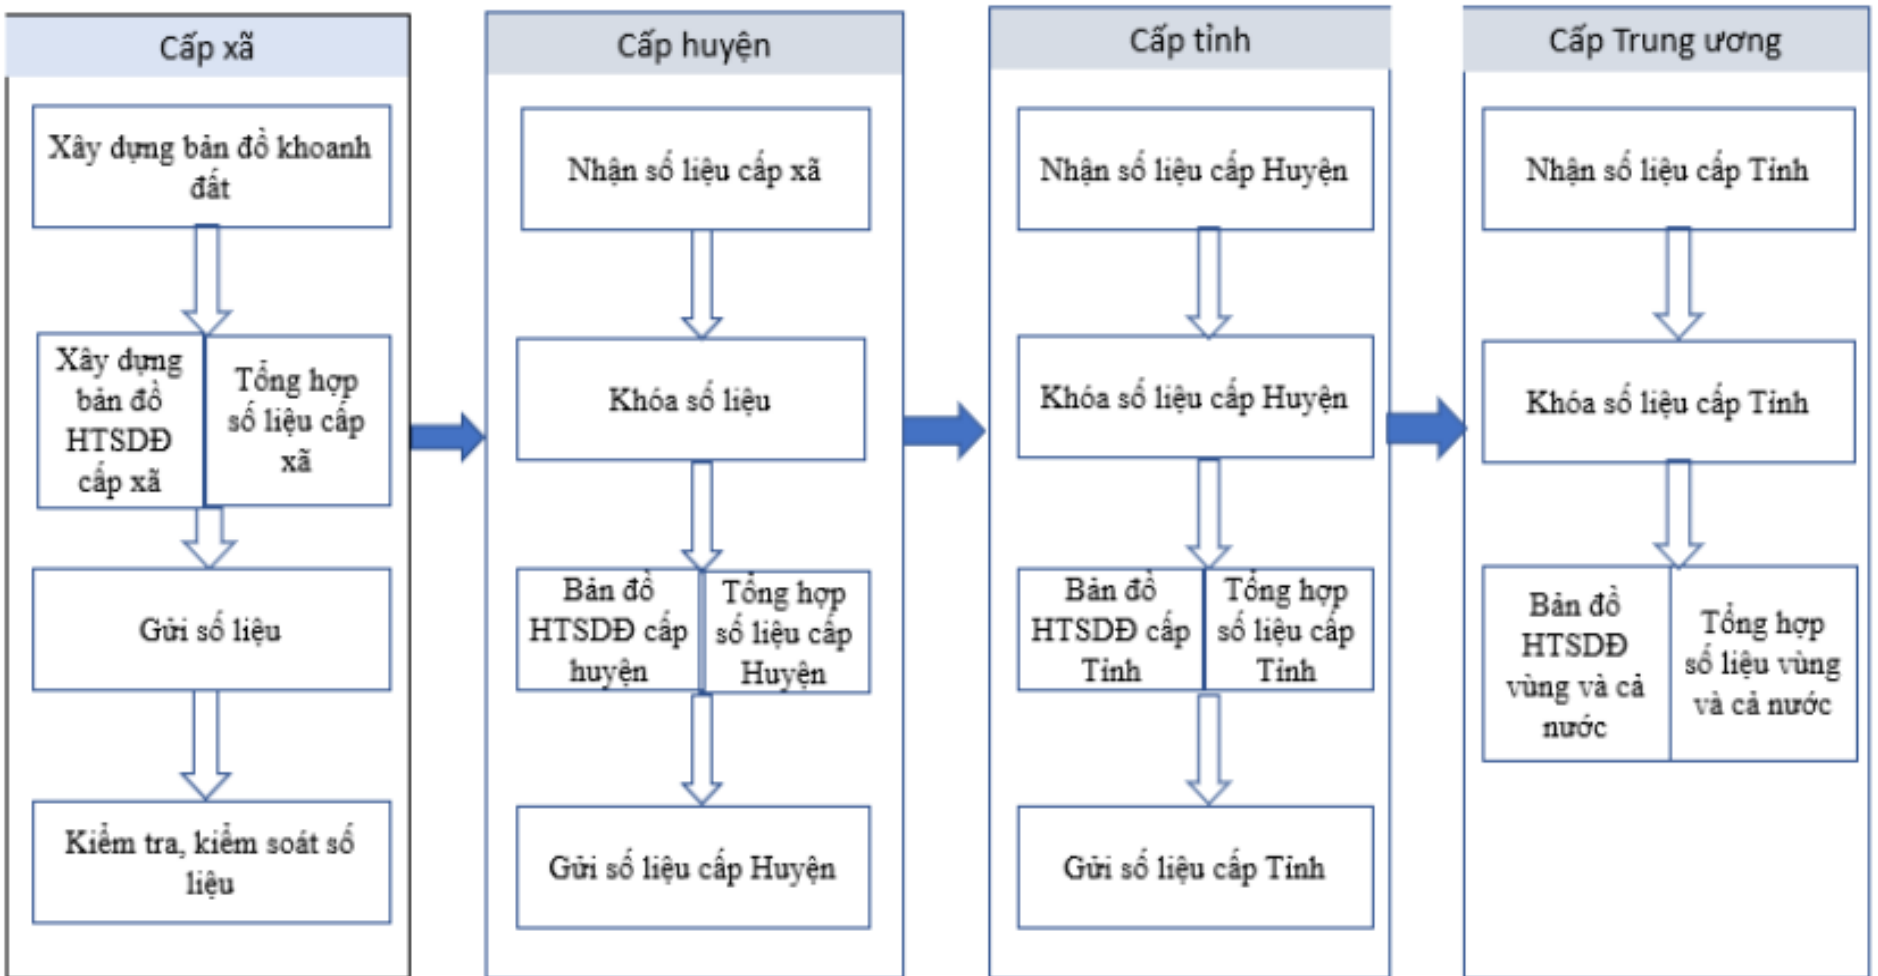 Cấp xã
Xây dựng bản đồ khoanh
đất
Xây dựng
bản đồ
HTSDĐ
cấp xã
Tổng hợp
số liệu cấp
xã
Gửi số liệu
Kiểm tra, kiểm soát số
liệu
Cấp huyện
Nhận số liệu cấp xã
Khóa số liệu
Bản đồ
HTSDĐ cấp
huyện
Tổng hợp
số liệu cấp
Huyện
Gửi số liệu cấp Huyện
Cấp tỉnh
Nhận số liệu cấp Huyện
Khóa số liệu cấp Huyện
Bản đồ
HTSDĐ cấp
Tỉnh
Tổng hợp
số liệu cấp
Tỉnh
Gửi số liệu cấp Tỉnh
Cấp Trung ương
Nhận số liệu cấp Tỉnh
Khóa số liệu cấp Tỉnh
Bản đồ
HTSDĐ
vùng và cả
nước
Tổng hợp
số liệu vùng
và cả nước